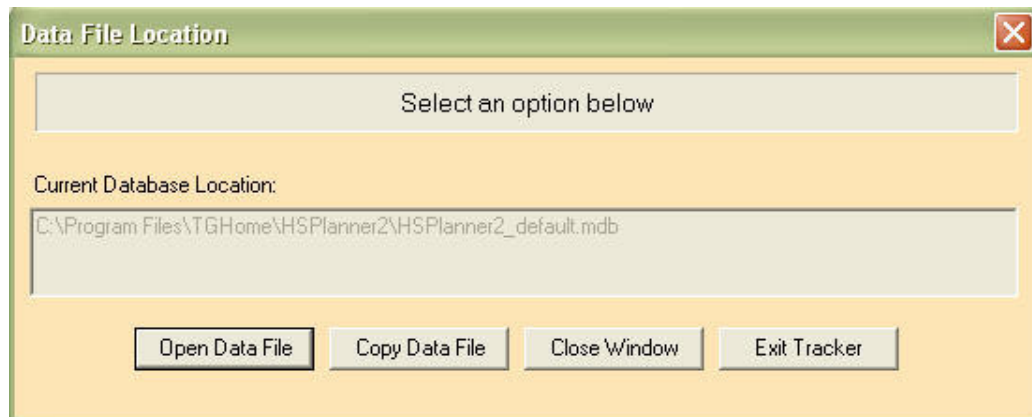 Data File Location
Select an option below
Current Database Location:
C:\Program Files\TGHome\HSPlanner2\HSPlanner2_default.mdb
Open Data File Copy Data File Close Window Exit Tracker